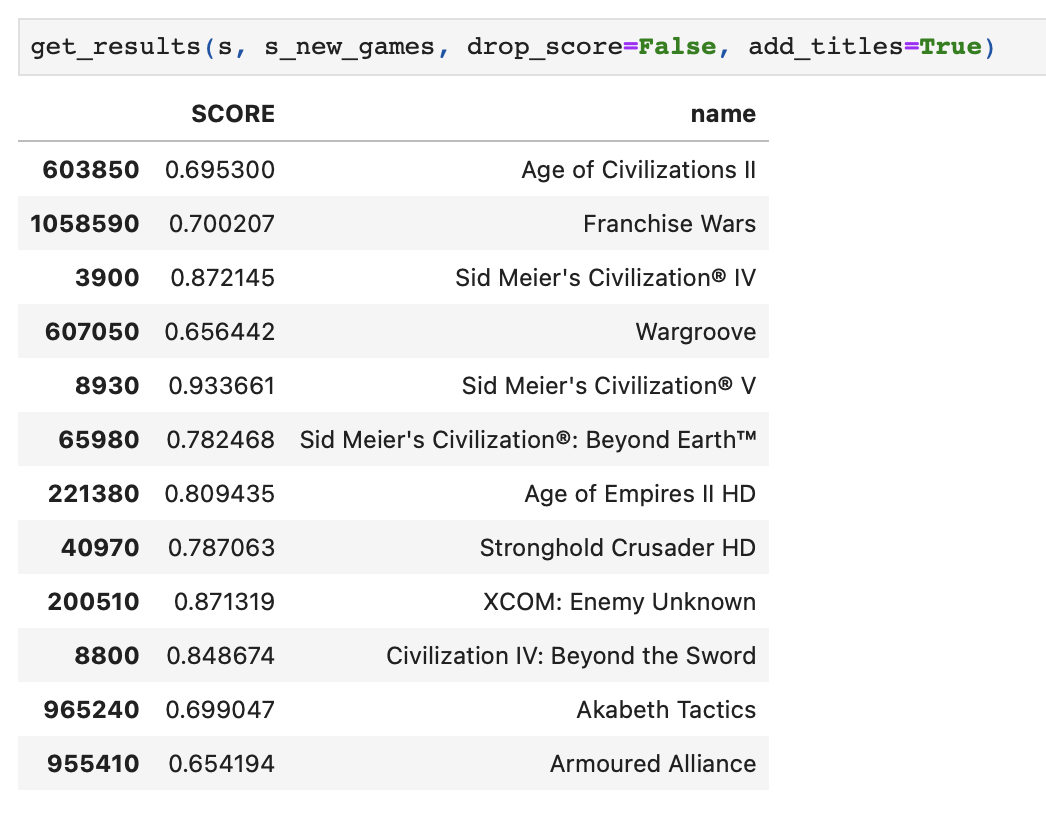 get_results(s, s_new_games, drop_score=False, add_titles=True)
SCORE name
603850 0.695300 Age of Civilizations II
1058590 0.700207 Franchise Wars
3900 0.872145 Sid Meier's Civilization® IV
607050 0.656442 Wargroove
8930 0.933661 Sid Meier's Civilization® V
65980 0.782468 Sid Meier's Civilization®: Beyond Earth™
221380 0.809435 Age of Empires II HD
40970 0.787063 Stronghold Crusader HD
200510 0.871319 XCOM: Enemy Unknown
8800 0.848674 Civilization IV: Beyond the Sword
965240 0.699047 Akabeth Tactics
955410 0.654194 Armoured Alliance